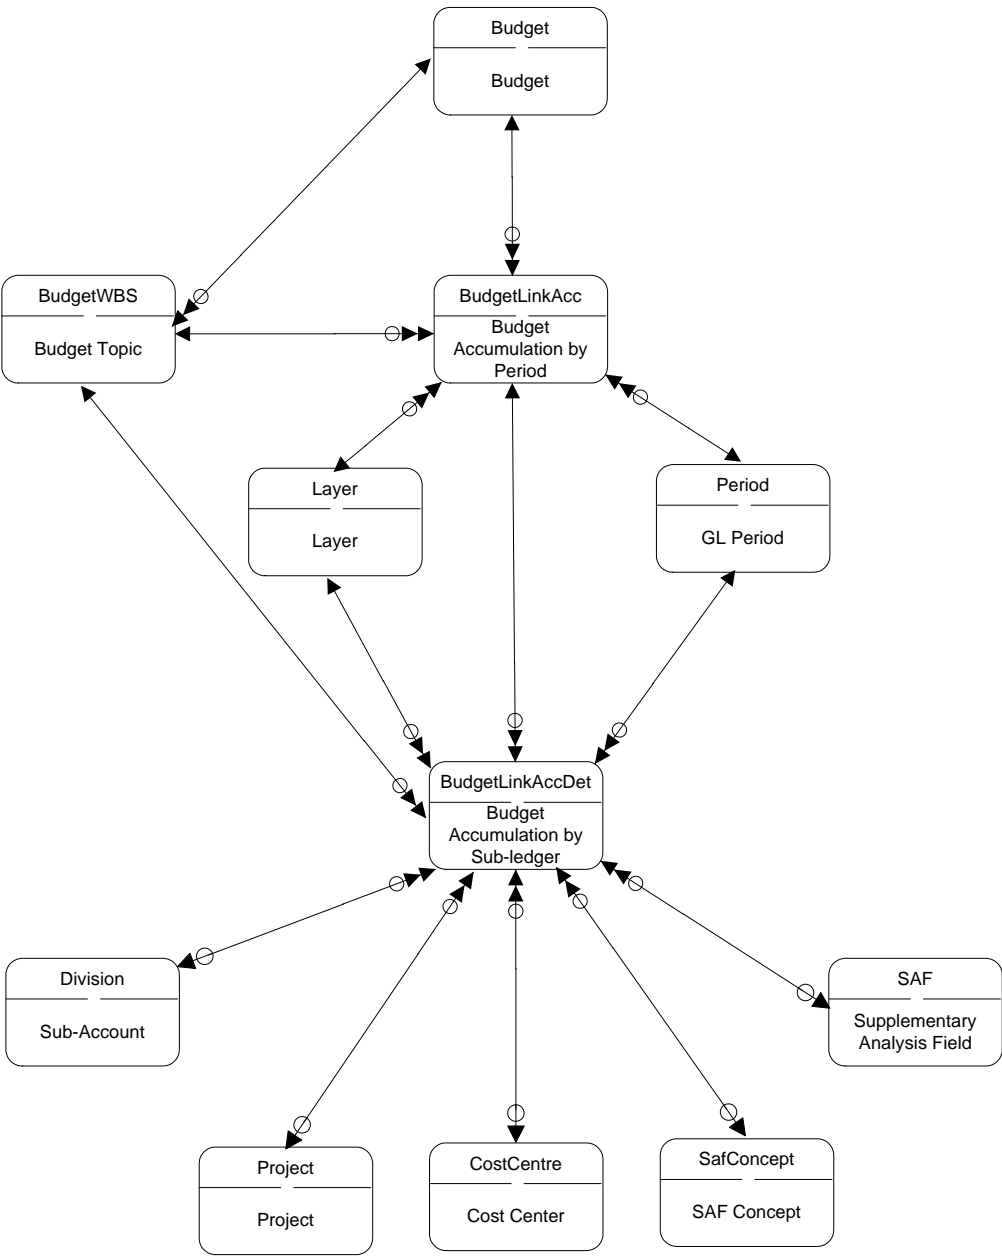 Budget
Budget
BudgetWBS
Budget Topic
BudgetLinkAcc
Budget
Accumulation by
Period
Layer
Layer
Period
GL Period
BudgetLinkAccDet
Budget
Accumulation by
Sub-ledger
Division
Sub-Account
SAF
Supplementary
Analysis Field
Project
Project
CostCentre
Cost Center
SafConcept
SAF Concept